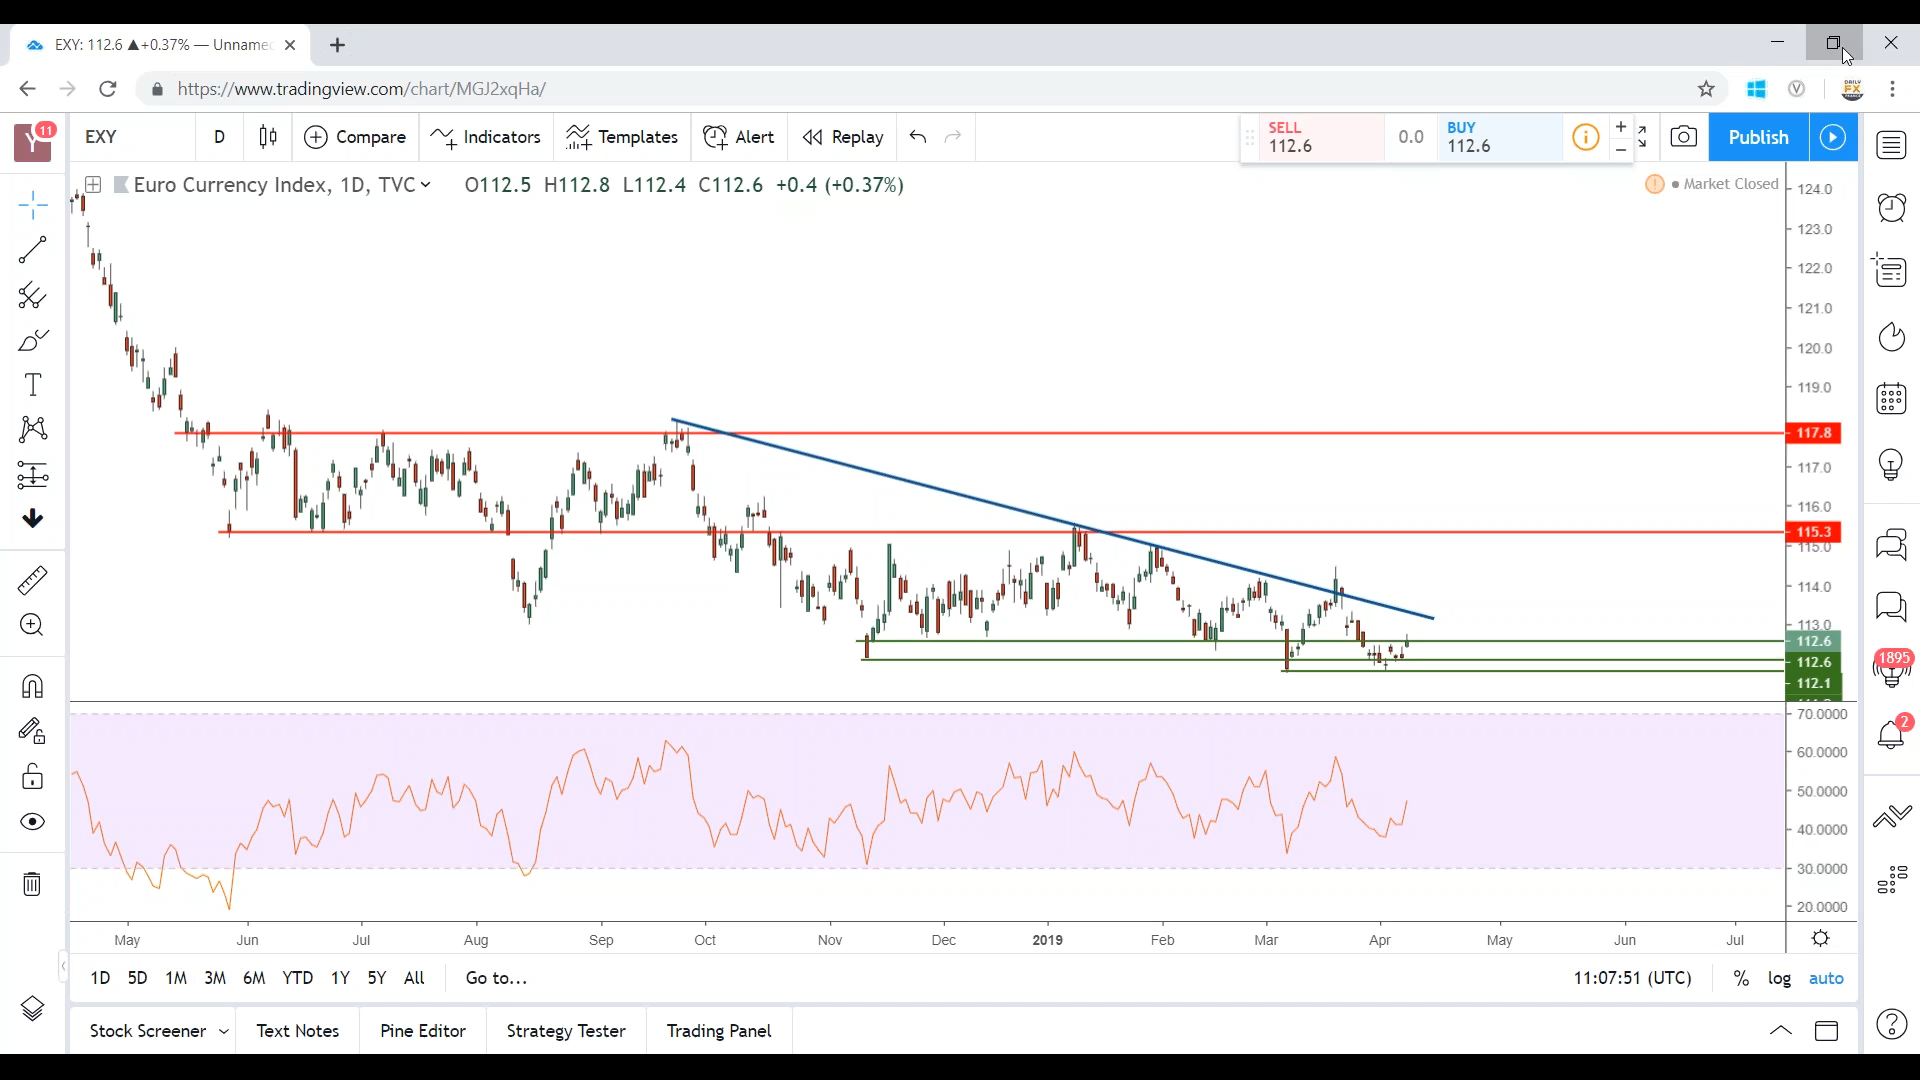 EXY: 112.6 ▲+0.37% — Unnamed
https://www.tradingview.com/chart/MGJ2xqHa/
DAILY FX
Y 11
EXY D Compare Indicators Templates Alert Replay
SELL 112.6 0.0 BUY 112.6
Publish
Euro Currency Index, 1D, TVC O112.5 H112.8 L112.4 C112.6 +0.4 (+0.37%)
Market Closed
124.0
123.0
122.0
121.0
120.0
119.0
117.8
117.0
116.0
115.3
115.0
114.0
113.0
112.6
112.6
112.1
1895
2
70.0000
60.0000
50.0000
40.0000
30.0000
20.0000
May Jun Jul Aug Sep Oct Nov Dec 2019 Feb Mar Apr May Jun Jul
1D 5D 1M 3M 6M YTD 1Y 5Y All Go to... 11:07:51 (UTC) % log auto
Stock Screener Text Notes Pine Editor Strategy Tester Trading Panel